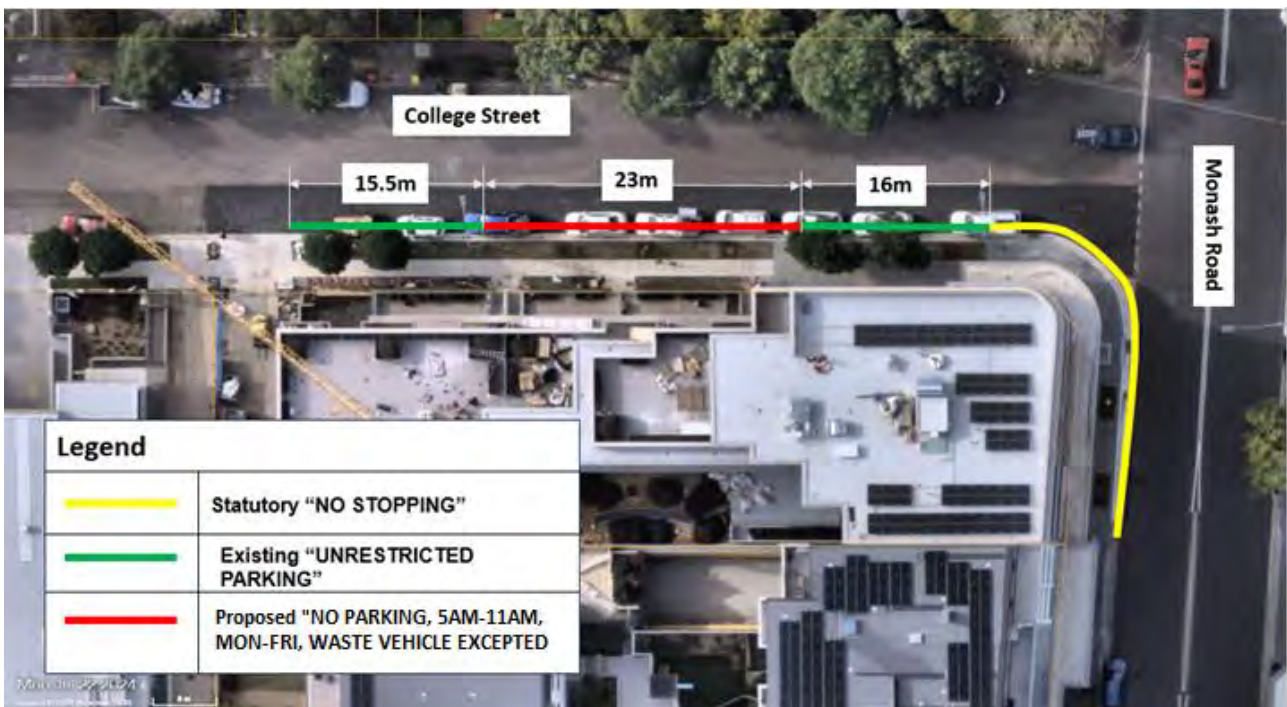 College Street
15.5m
23m
16m
Monash Road
Legend
Statutory “NO STOPPING”
Existing “UNRESTRICTED
PARKING”
Proposed "NO PARKING, 5AM-11AM,
MON-FRI, WASTE VEHICLE EXCEPTED